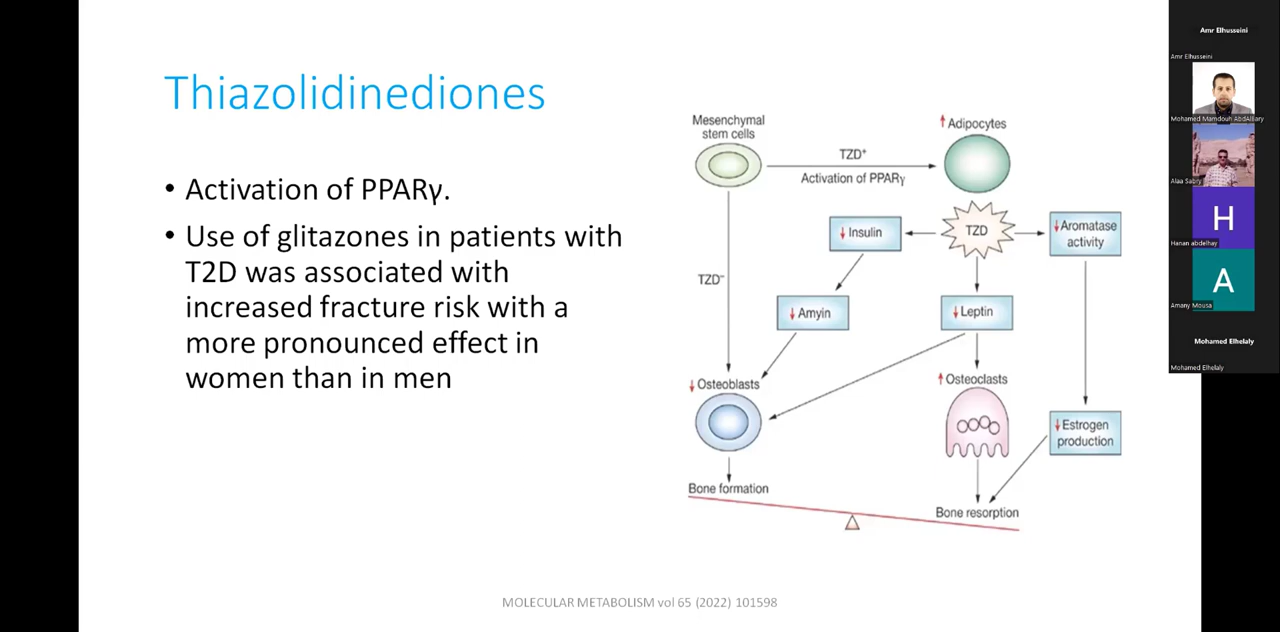 Thiazolidinediones
• Activation of PPARγ.
• Use of glitazones in patients with
T2D was associated with
increased fracture risk with a
more pronounced effect in
women than in men
Mesenchymal
stem cells
TZD⁺
Activation of PPARγ
↑ Adipocytes
↓ Insulin
TZD
↓ Aromatase
activity
TZD⁻
↓ Amyin
↓ Leptin
↓ Osteoblasts
↑ Osteoclasts
↓ Estrogen
production
Bone formation
Bone resorption
MOLECULAR METABOLISM vol 65 (2022) 101598
Amr Elhusseini
Amr Elhusseini
Mohamed Mamdouh AbdAllary
Alaa Sabry
H
Hanan abdelhay
A
Amany Mousa
Mohamed Elhelaly
Mohamed Elhelaly